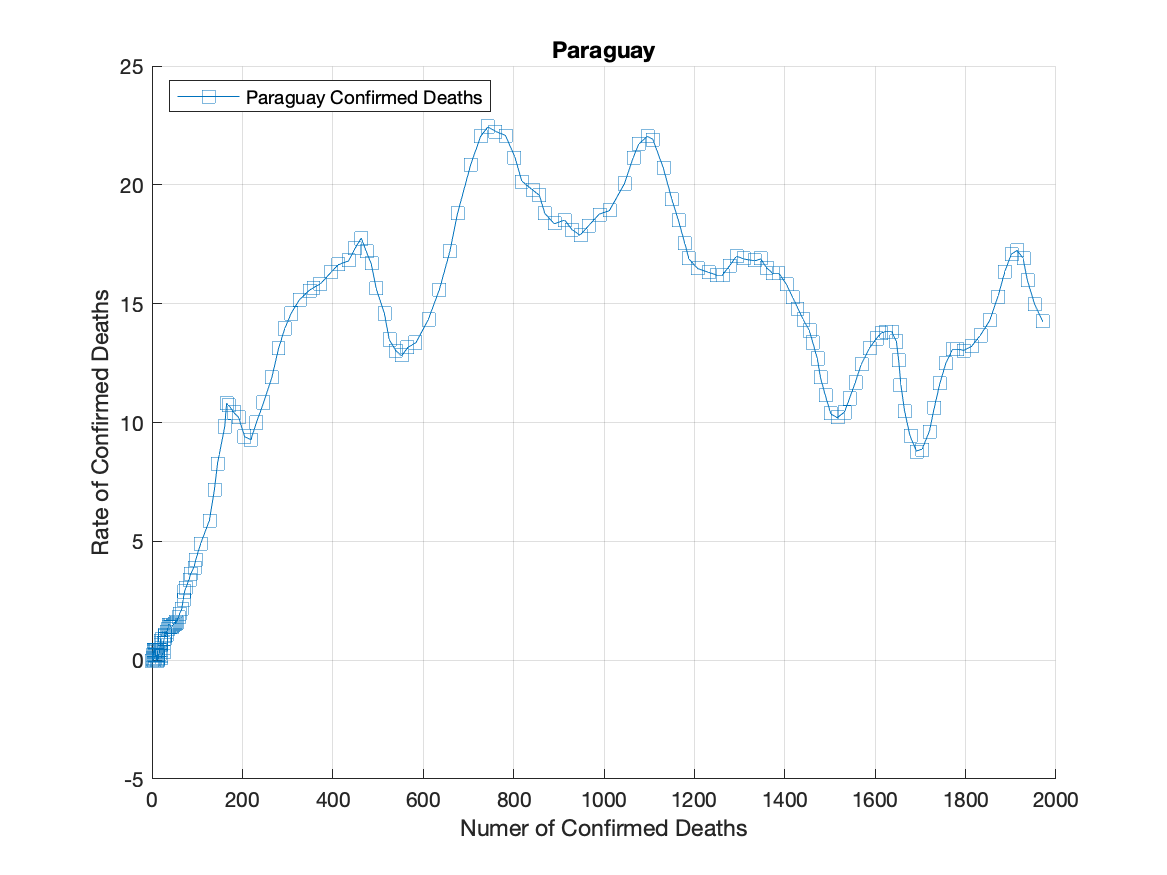 Paraguay
Paraguay Confirmed Deaths
25
20
15
10
5
0
-5
Rate of Confirmed Deaths
0 200 400 600 800 1000 1200 1400 1600 1800 2000
Numer of Confirmed Deaths